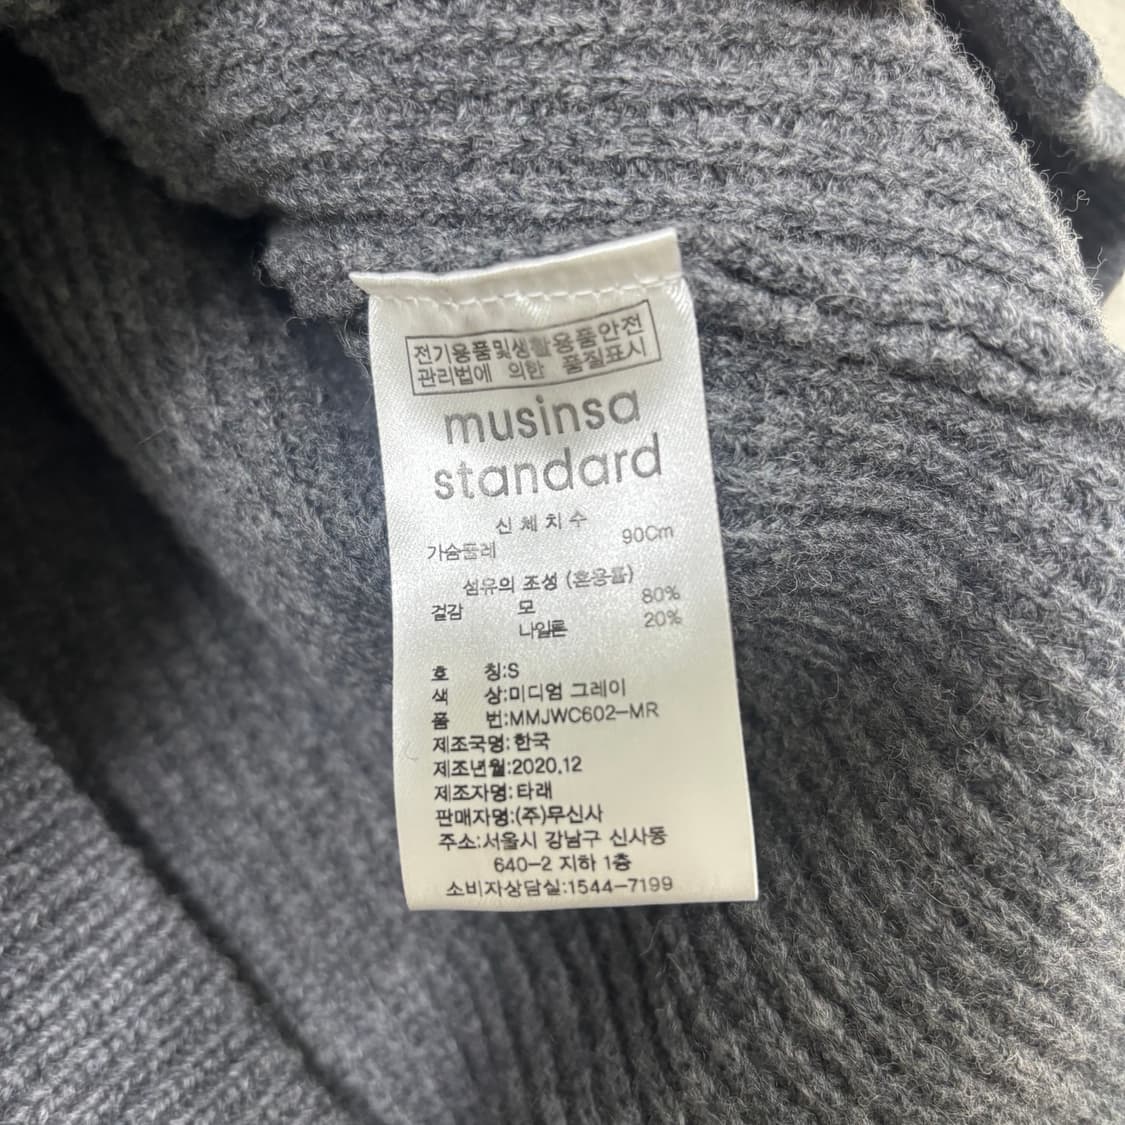 전기용품및생활용품안전
관리법에 의한 품질표시
musinsa
standard
신체치수
가슴둘레 90Cm
섬유의 조성 (혼용률)
겉감 모 80%
나일론 20%
호 칭:S
색 상:미디엄 그레이
품 번:MMJWC602-MR
제조국명:한국
제조년월:2020.12
제조자명:타래
판매자명:(주)무신사
주소:서울시 강남구 신사동
640-2 지하 1층
소비자상담실:1544-7199